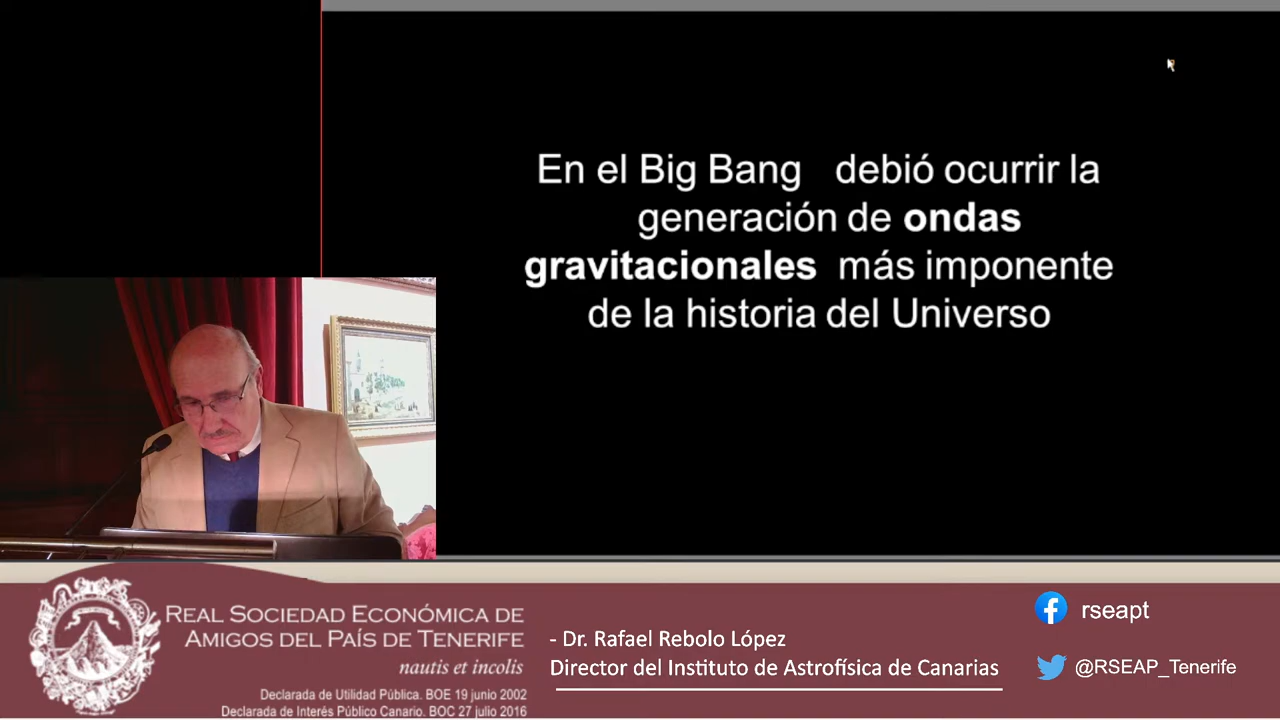 En el Big Bang debió ocurrir la
generación de ondas
gravitacionales más imponente
de la historia del Universo
REAL SOCIEDAD ECONÓMICA DE
AMIGOS DEL PAÍS DE TENERIFE
nautis et incolis
Declarada de Utilidad Pública. BOE 19 junio 2002
Declarada de Interés Público Canario. BOC 27 julio 2016
- Dr. Rafael Rebolo López
Director del Instituto de Astrofísica de Canarias
rseapt
@RSEAP_Tenerife